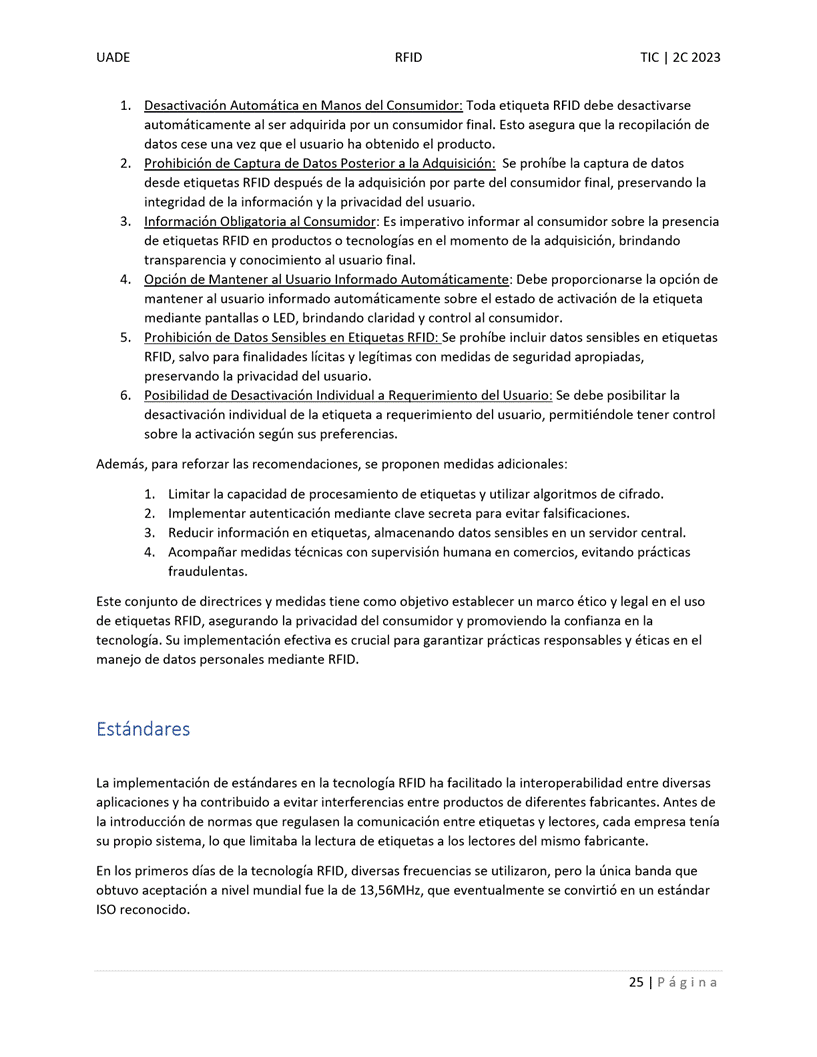 UADE RFID TIC | 2C 2023
1. Desactivación Automática en Manos del Consumidor: Toda etiqueta RFID debe desactivarse
automáticamente al ser adquirida por un consumidor final. Esto asegura que la recopilación de
datos cese una vez que el usuario ha obtenido el producto.
2. Prohibición de Captura de Datos Posterior a la Adquisición: Se prohíbe la captura de datos
desde etiquetas RFID después de la adquisición por parte del consumidor final, preservando la
integridad de la información y la privacidad del usuario.
3. Información Obligatoria al Consumidor: Es imperativo informar al consumidor sobre la presencia
de etiquetas RFID en productos o tecnologías en el momento de la adquisición, brindando
transparencia y conocimiento al usuario final.
4. Opción de Mantener al Usuario Informado Automáticamente: Debe proporcionarse la opción de
mantener al usuario informado automáticamente sobre el estado de activación de la etiqueta
mediante pantallas o LED, brindando claridad y control al consumidor.
5. Prohibición de Datos Sensibles en Etiquetas RFID: Se prohíbe incluir datos sensibles en etiquetas
RFID, salvo para finalidades lícitas y legítimas con medidas de seguridad apropiadas,
preservando la privacidad del usuario.
6. Posibilidad de Desactivación Individual a Requerimiento del Usuario: Se debe posibilitar la
desactivación individual de la etiqueta a requerimiento del usuario, permitiéndole tener control
sobre la activación según sus preferencias.
Además, para reforzar las recomendaciones, se proponen medidas adicionales:
1. Limitar la capacidad de procesamiento de etiquetas y utilizar algoritmos de cifrado.
2. Implementar autenticación mediante clave secreta para evitar falsificaciones.
3. Reducir información en etiquetas, almacenando datos sensibles en un servidor central.
4. Acompañar medidas técnicas con supervisión humana en comercios, evitando prácticas
fraudulentas.
Este conjunto de directrices y medidas tiene como objetivo establecer un marco ético y legal en el uso
de etiquetas RFID, asegurando la privacidad del consumidor y promoviendo la confianza en la
tecnología. Su implementación efectiva es crucial para garantizar prácticas responsables y éticas en el
manejo de datos personales mediante RFID.
Estándares
La implementación de estándares en la tecnología RFID ha facilitado la interoperabilidad entre diversas
aplicaciones y ha contribuido a evitar interferencias entre productos de diferentes fabricantes. Antes de
la introducción de normas que regulasen la comunicación entre etiquetas y lectores, cada empresa tenía
su propio sistema, lo que limitaba la lectura de etiquetas a los lectores del mismo fabricante.
En los primeros días de la tecnología RFID, diversas frecuencias se utilizaron, pero la única banda que
obtuvo aceptación a nivel mundial fue la de 13,56MHz, que eventualmente se convirtió en un estándar
ISO reconocido.
25 | Página